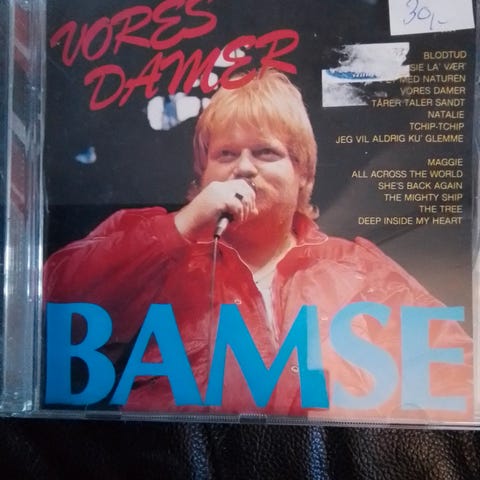 VORES
DAMER
30,-
BLODTUD
SIE LA' VÆR'
MED NATUREN
VORES DAMER
TÅRER TALER SANDT
NATALIE
TCHIP-TCHIP
JEG VIL ALDRIG KU' GLEMME
MAGGIE
ALL ACROSS THE WORLD
SHE'S BACK AGAIN
THE MIGHTY SHIP
THE TREE
DEEP INSIDE MY HEART
BAMSE